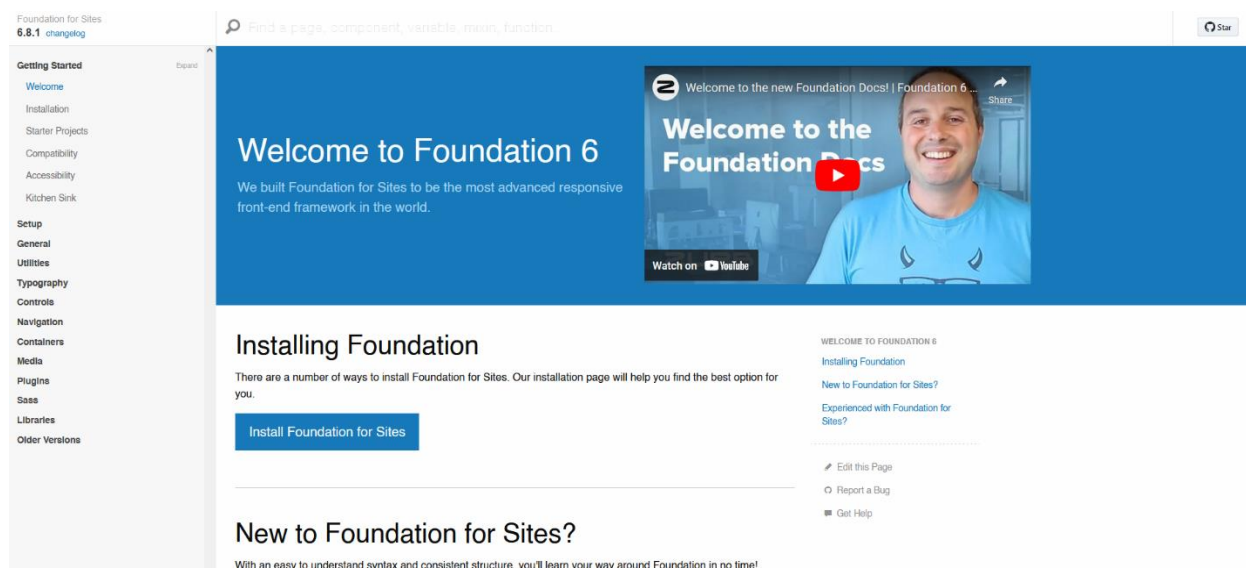 Foundation for Sites
6.8.1 changelog
Find a page, component, variable, mixin, function...
Star
Getting Started
Expand
Welcome
Installation
Starter Projects
Compatibility
Accessibility
Kitchen Sink
Setup
General
Utilities
Typography
Controls
Navigation
Containers
Media
Plugins
Sass
Libraries
Older Versions
Welcome to Foundation 6
We built Foundation for Sites to be the most advanced responsive
front-end framework in the world.
Welcome to the new Foundation Docs! | Foundation 6 ...
Share
Welcome to the
Foundation Docs
Watch on YouTube
Installing Foundation
There are a number of ways to install Foundation for Sites. Our installation page will help you find the best option for
you.
Install Foundation for Sites
New to Foundation for Sites?
With an easy to understand syntax and consistent structure, you'll learn your way around Foundation in no time!
WELCOME TO FOUNDATION 6
Installing Foundation
New to Foundation for Sites?
Experienced with Foundation for
Sites?
Edit this Page
Report a Bug
Get Help